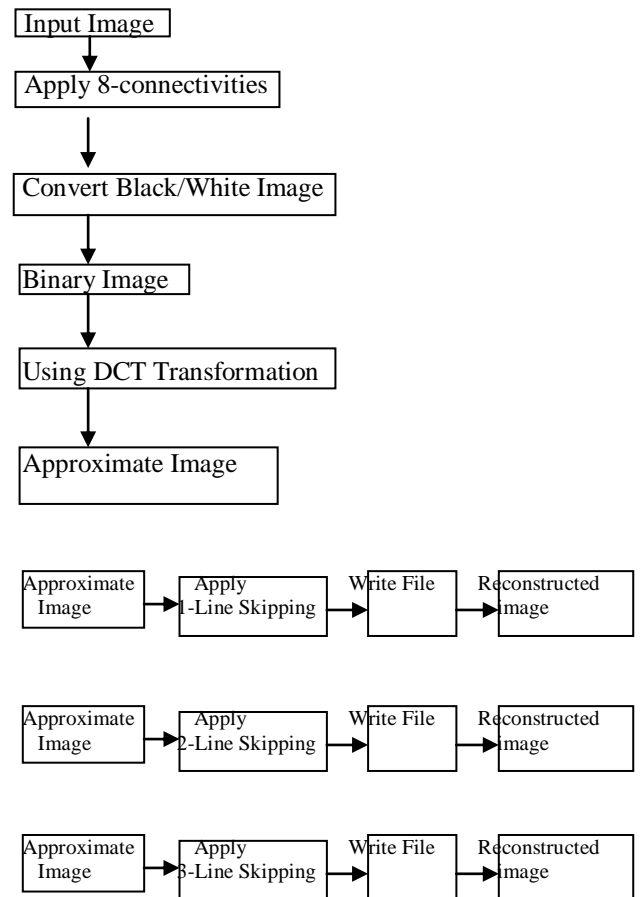 Input Image
Apply 8-connectivities
Convert Black/White Image
Binary Image
Using DCT Transformation
Approximate Image
Approximate
Image
Apply
1-Line Skipping
Write File
Reconstructed
image
Approximate
Image
Apply
2-Line Skipping
Write File
Reconstructed
image
Approximate
Image
Apply
3-Line Skipping
Write File
Reconstructed
image